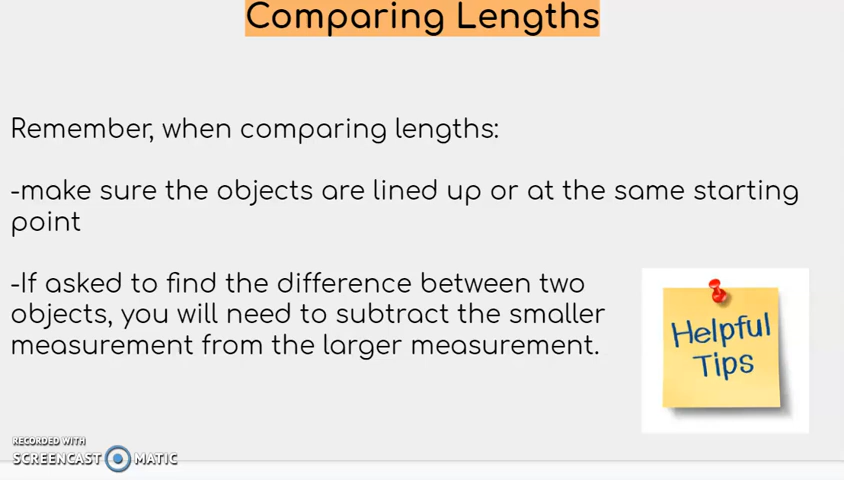 Comparing Lengths
Remember, when comparing lengths:
-make sure the objects are lined up or at the same starting
point
-If asked to find the difference between two
objects, you will need to subtract the smaller
measurement from the larger measurement.
Helpful
Tips
RECORDED WITH
SCREENCAST MATIC